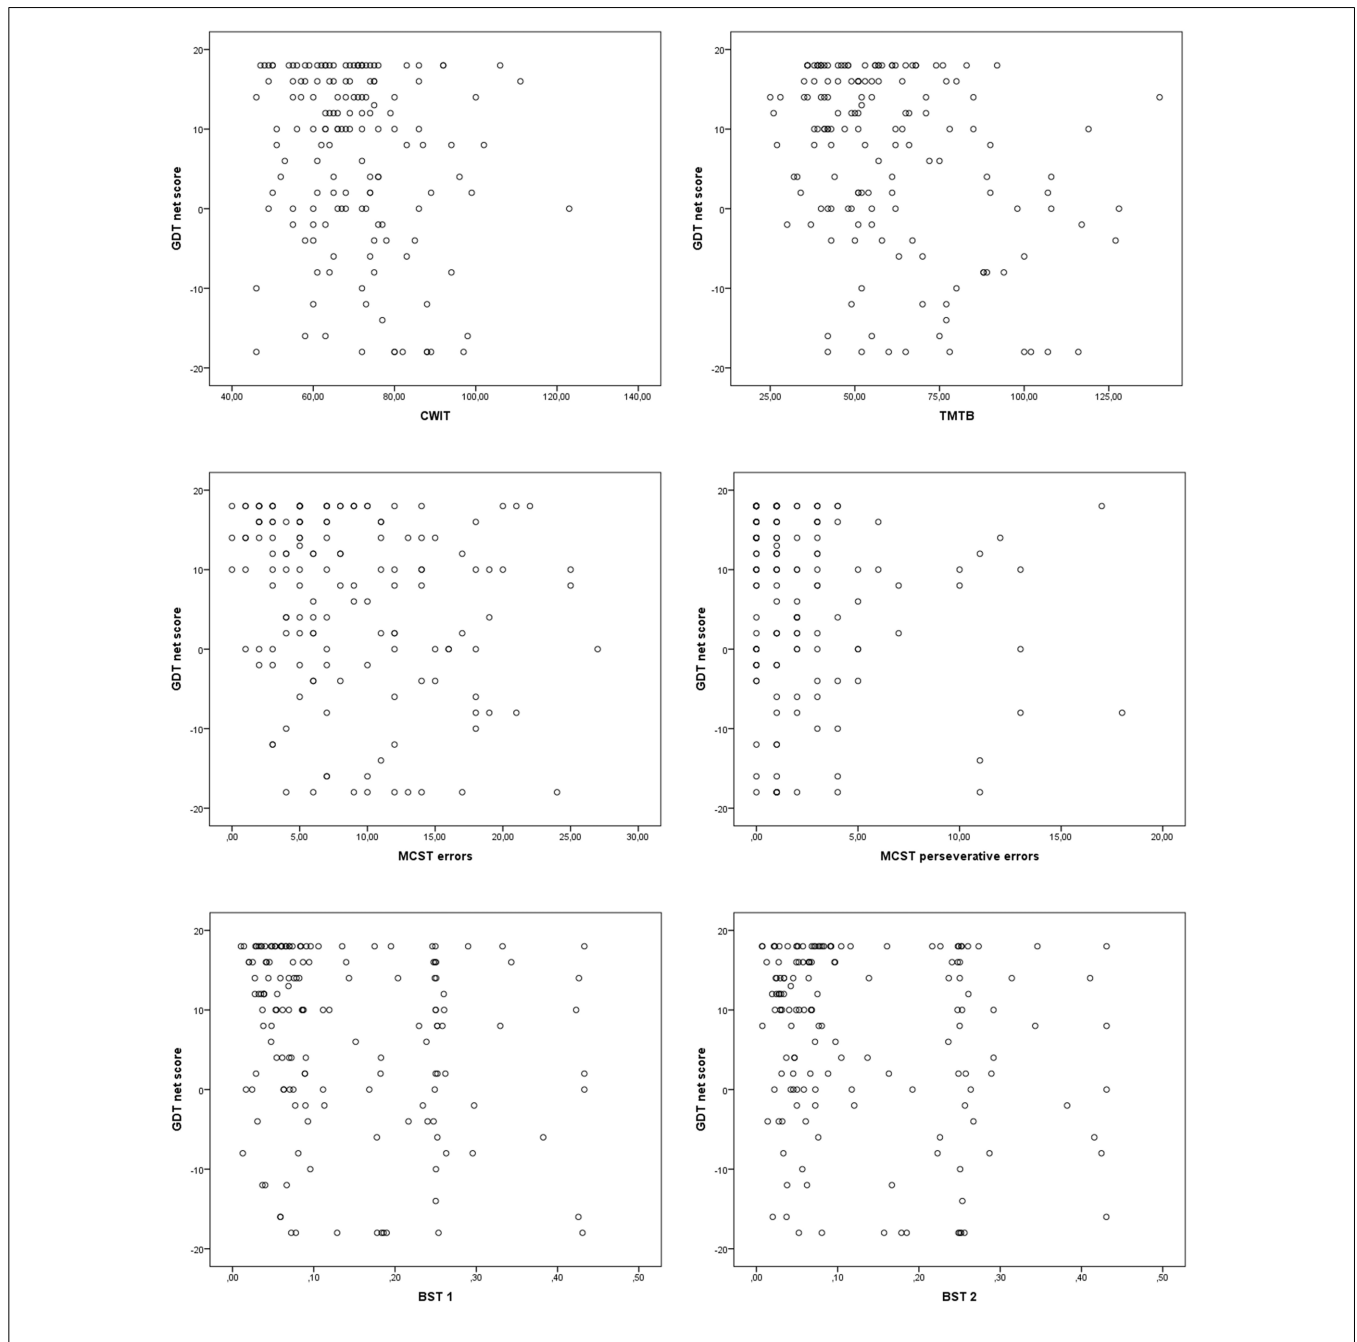 20
10
0
-10
-20
GDT net score
40,00 60,00 80,00 100,00 120,00 140,00
CWIT
20
10
0
-10
-20
GDT net score
25,00 50,00 75,00 100,00 125,00
TMTB
20
10
0
-10
-20
GDT net score
,00 5,00 10,00 15,00 20,00 25,00 30,00
MCST errors
20
10
0
-10
-20
GDT net score
,00 5,00 10,00 15,00 20,00
MCST perseverative errors
20
10
0
-10
-20
GDT net score
,00 ,10 ,20 ,30 ,40 ,50
BST 1
20
10
0
-10
-20
GDT net score
,00 ,10 ,20 ,30 ,40 ,50
BST 2